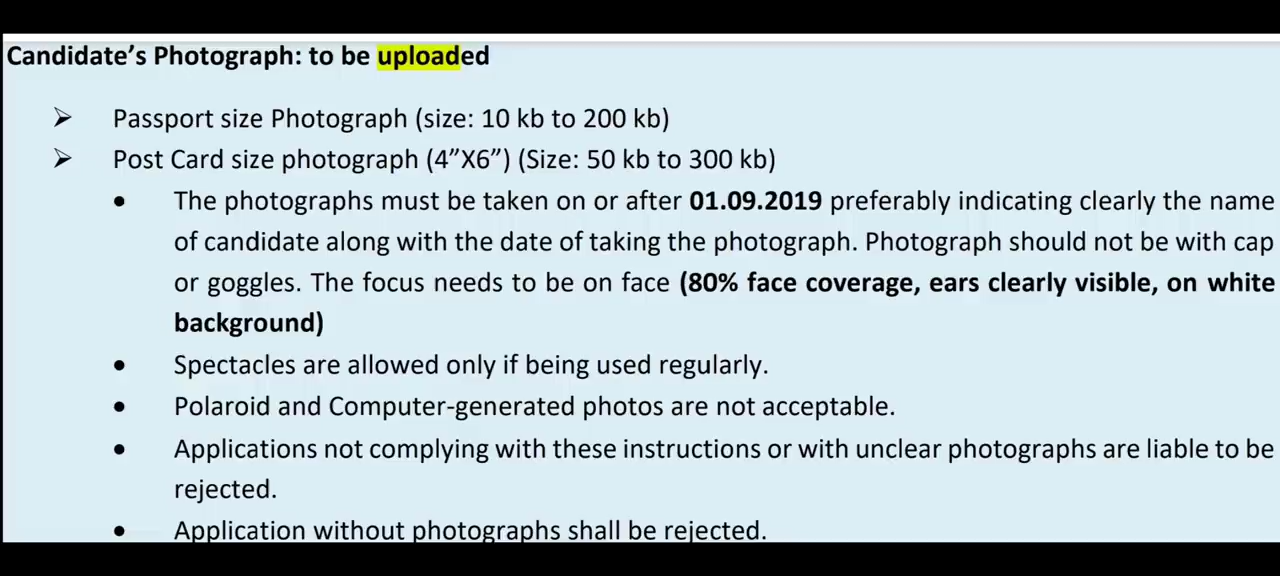 Candidate's Photograph: to be uploaded
➢ Passport size Photograph (size: 10 kb to 200 kb)
➢ Post Card size photograph (4”X6”) (Size: 50 kb to 300 kb)
• The photographs must be taken on or after 01.09.2019 preferably indicating clearly the name
of candidate along with the date of taking the photograph. Photograph should not be with cap
or goggles. The focus needs to be on face (80% face coverage, ears clearly visible, on white
background)
• Spectacles are allowed only if being used regularly.
• Polaroid and Computer-generated photos are not acceptable.
• Applications not complying with these instructions or with unclear photographs are liable to be
rejected.
• Application without photographs shall be rejected.